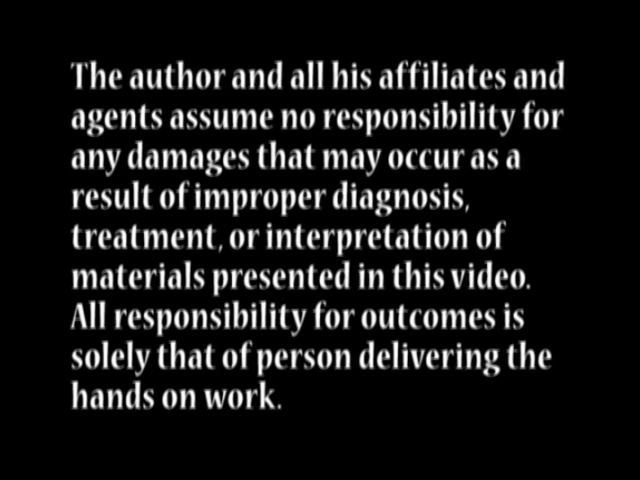 The author and all his affiliates and
agents assume no responsibility for
any damages that may occur as a
result of improper diagnosis,
treatment, or interpretation of
materials presented in this video.
All responsibility for outcomes is
solely that of person delivering the
hands on work.